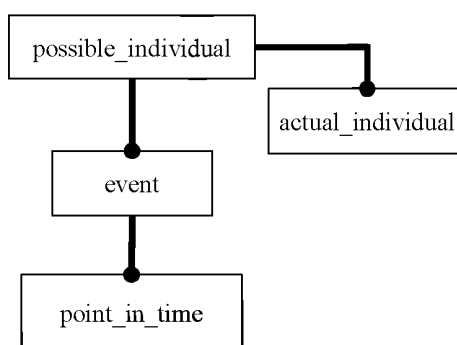 possible_individual
actual_individual
event
point_in_time